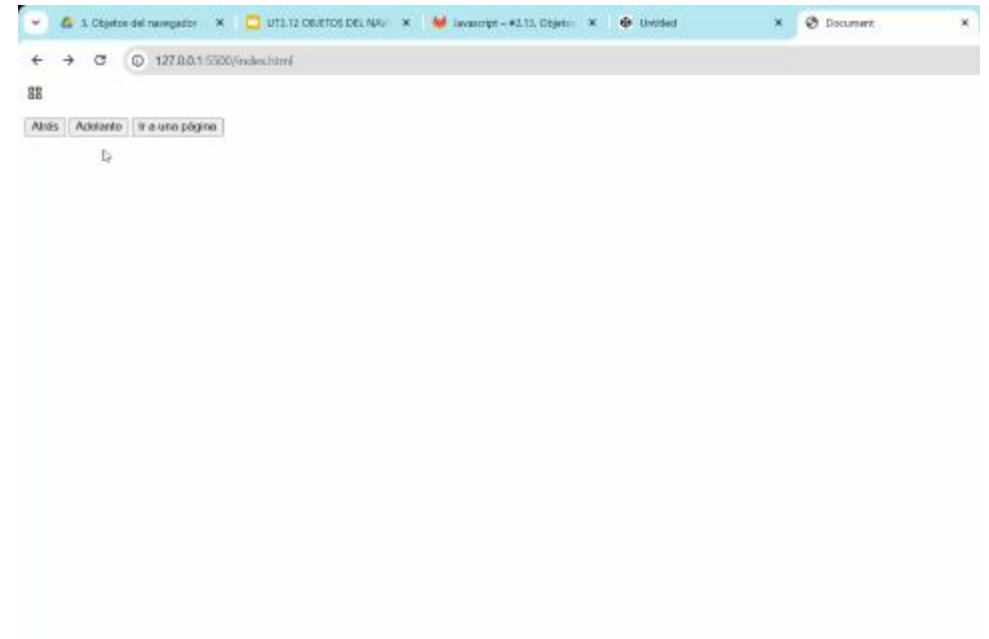 3. Objetos del navegador
UT3.12 OBJETOS DEL NAV
Javascript – #2.13. Objeto
Untitled
Document
127.0.0.1:5500/index.html
Atrás Adelante Ir a una página